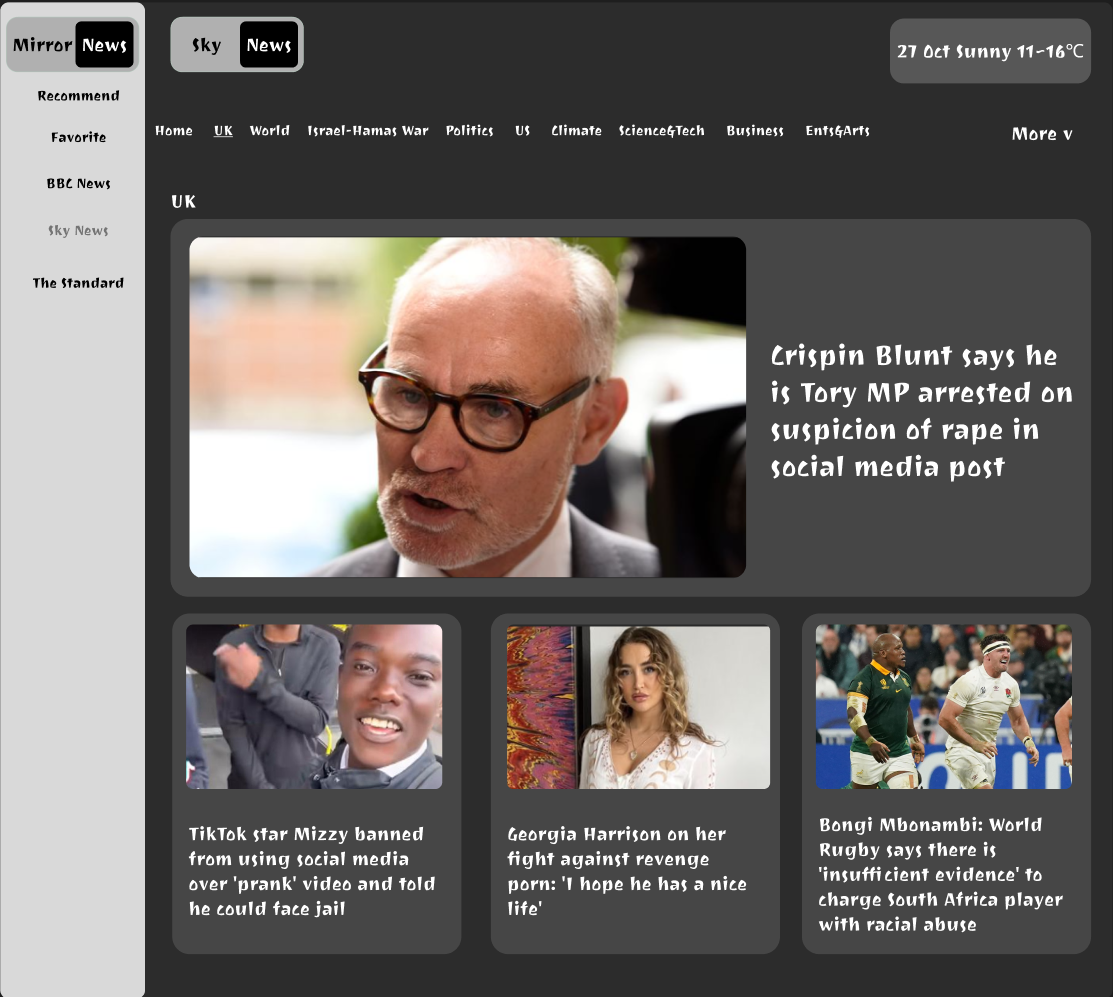 Mirror News
Recommend
Favorite
BBC News
Sky News
The Standard
Sky News
27 Oct Sunny 11-16℃
Home UK World Israel-Hamas War Politics US Climate Science&Tech Business Ents&Arts More v
UK
Crispin Blunt says he
is Tory MP arrested on
suspicion of rape in
social media post
TikTok star Mizzy banned
from using social media
over 'prank' video and told
he could face jail
Georgia Harrison on her
fight against revenge
porn: 'I hope he has a nice
life'
Bongi Mbonambi: World
Rugby says there is
'insufficient evidence' to
charge South Africa player
with racial abuse